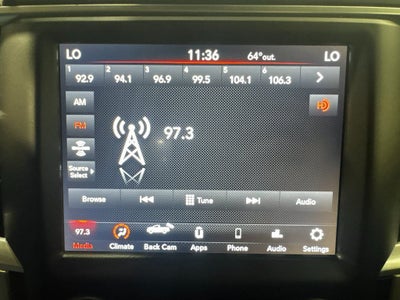 LO 11:36 64°out. LO
1 2 3 4 5 6
92.9 94.1 96.9 99.5 104.1 106.3
AM
FM
97.3
Source
Select
Browse Tune Audio
97.3
Media Climate Back Cam Apps Phone Audio Settings